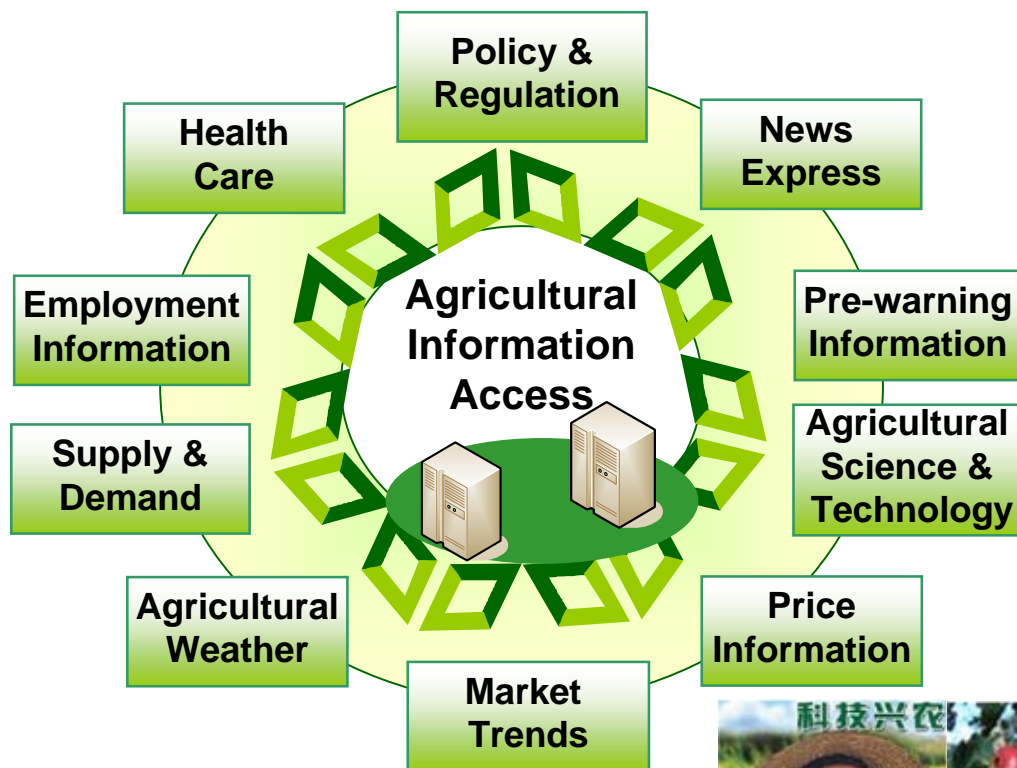 Policy &
Regulation
News
Express
Pre-warning
Information
Agricultural
Science &
Technology
Price
Information
Market
Trends
Agricultural
Weather
Supply &
Demand
Employment
Information
Health
Care
Agricultural
Information
Access
科技兴农